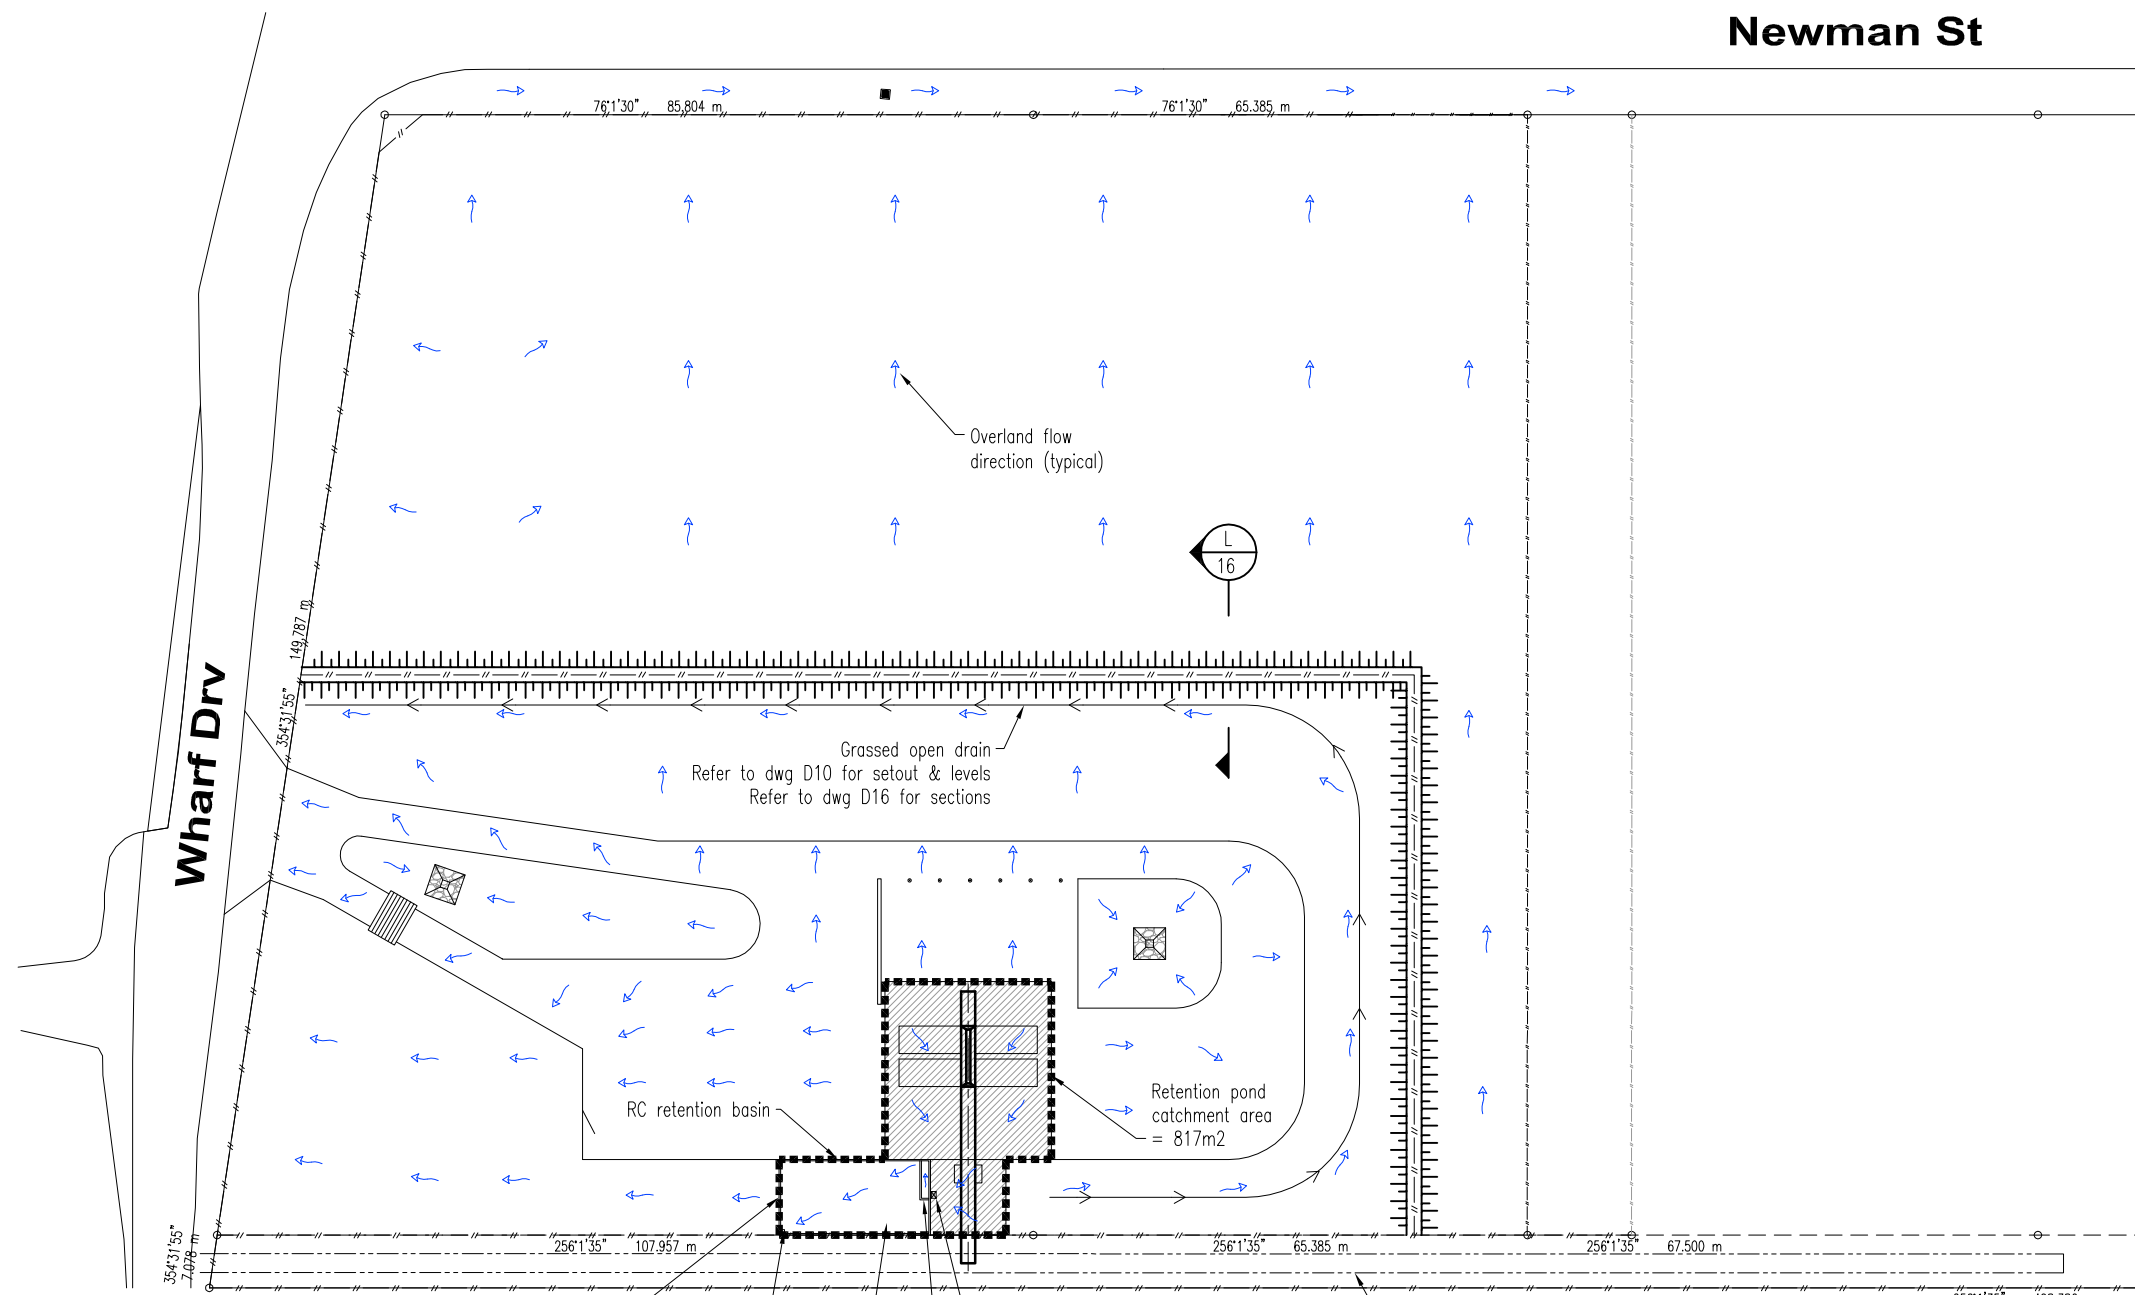 Newman St
76°1'30" 85.804 m
76°1'30" 65.385 m
Overland flow
direction (typical)
L
16
149.787 m
354°31'55"
Wharf Drv
Grassed open drain
Refer to dwg D10 for setout & levels
Refer to dwg D16 for sections
RC retention basin
Retention pond
catchment area
= 817m2
354°31'55"
7.078 m
256°1'35" 107.957 m
256°1'35" 65.385 m
256°1'35" 67.500 m